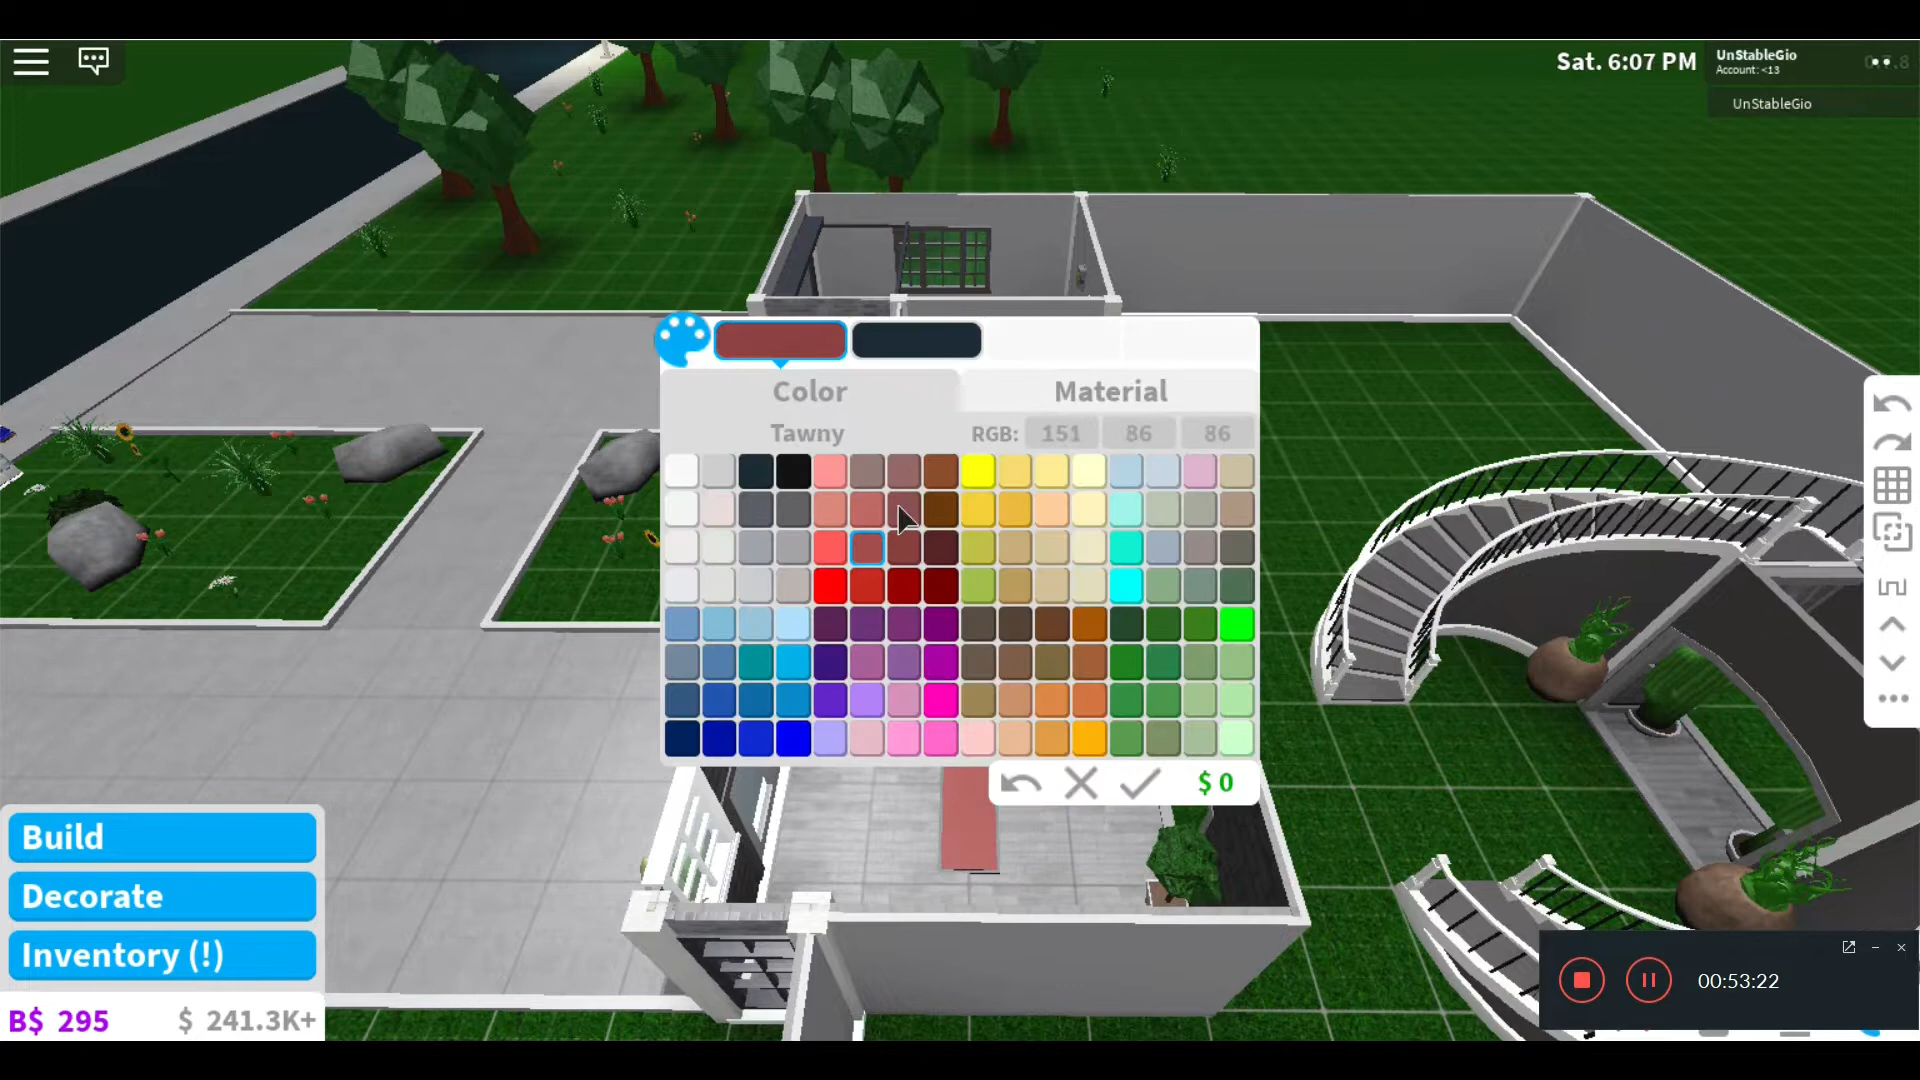 Sat. 6:07 PM
UnStableGio
Account: <13
UnStableGio
Color
Material
Tawny
RGB: 151 86 86
$ 0
Build
Decorate
Inventory (!)
B$ 295
$ 241.3K+
00:53:22